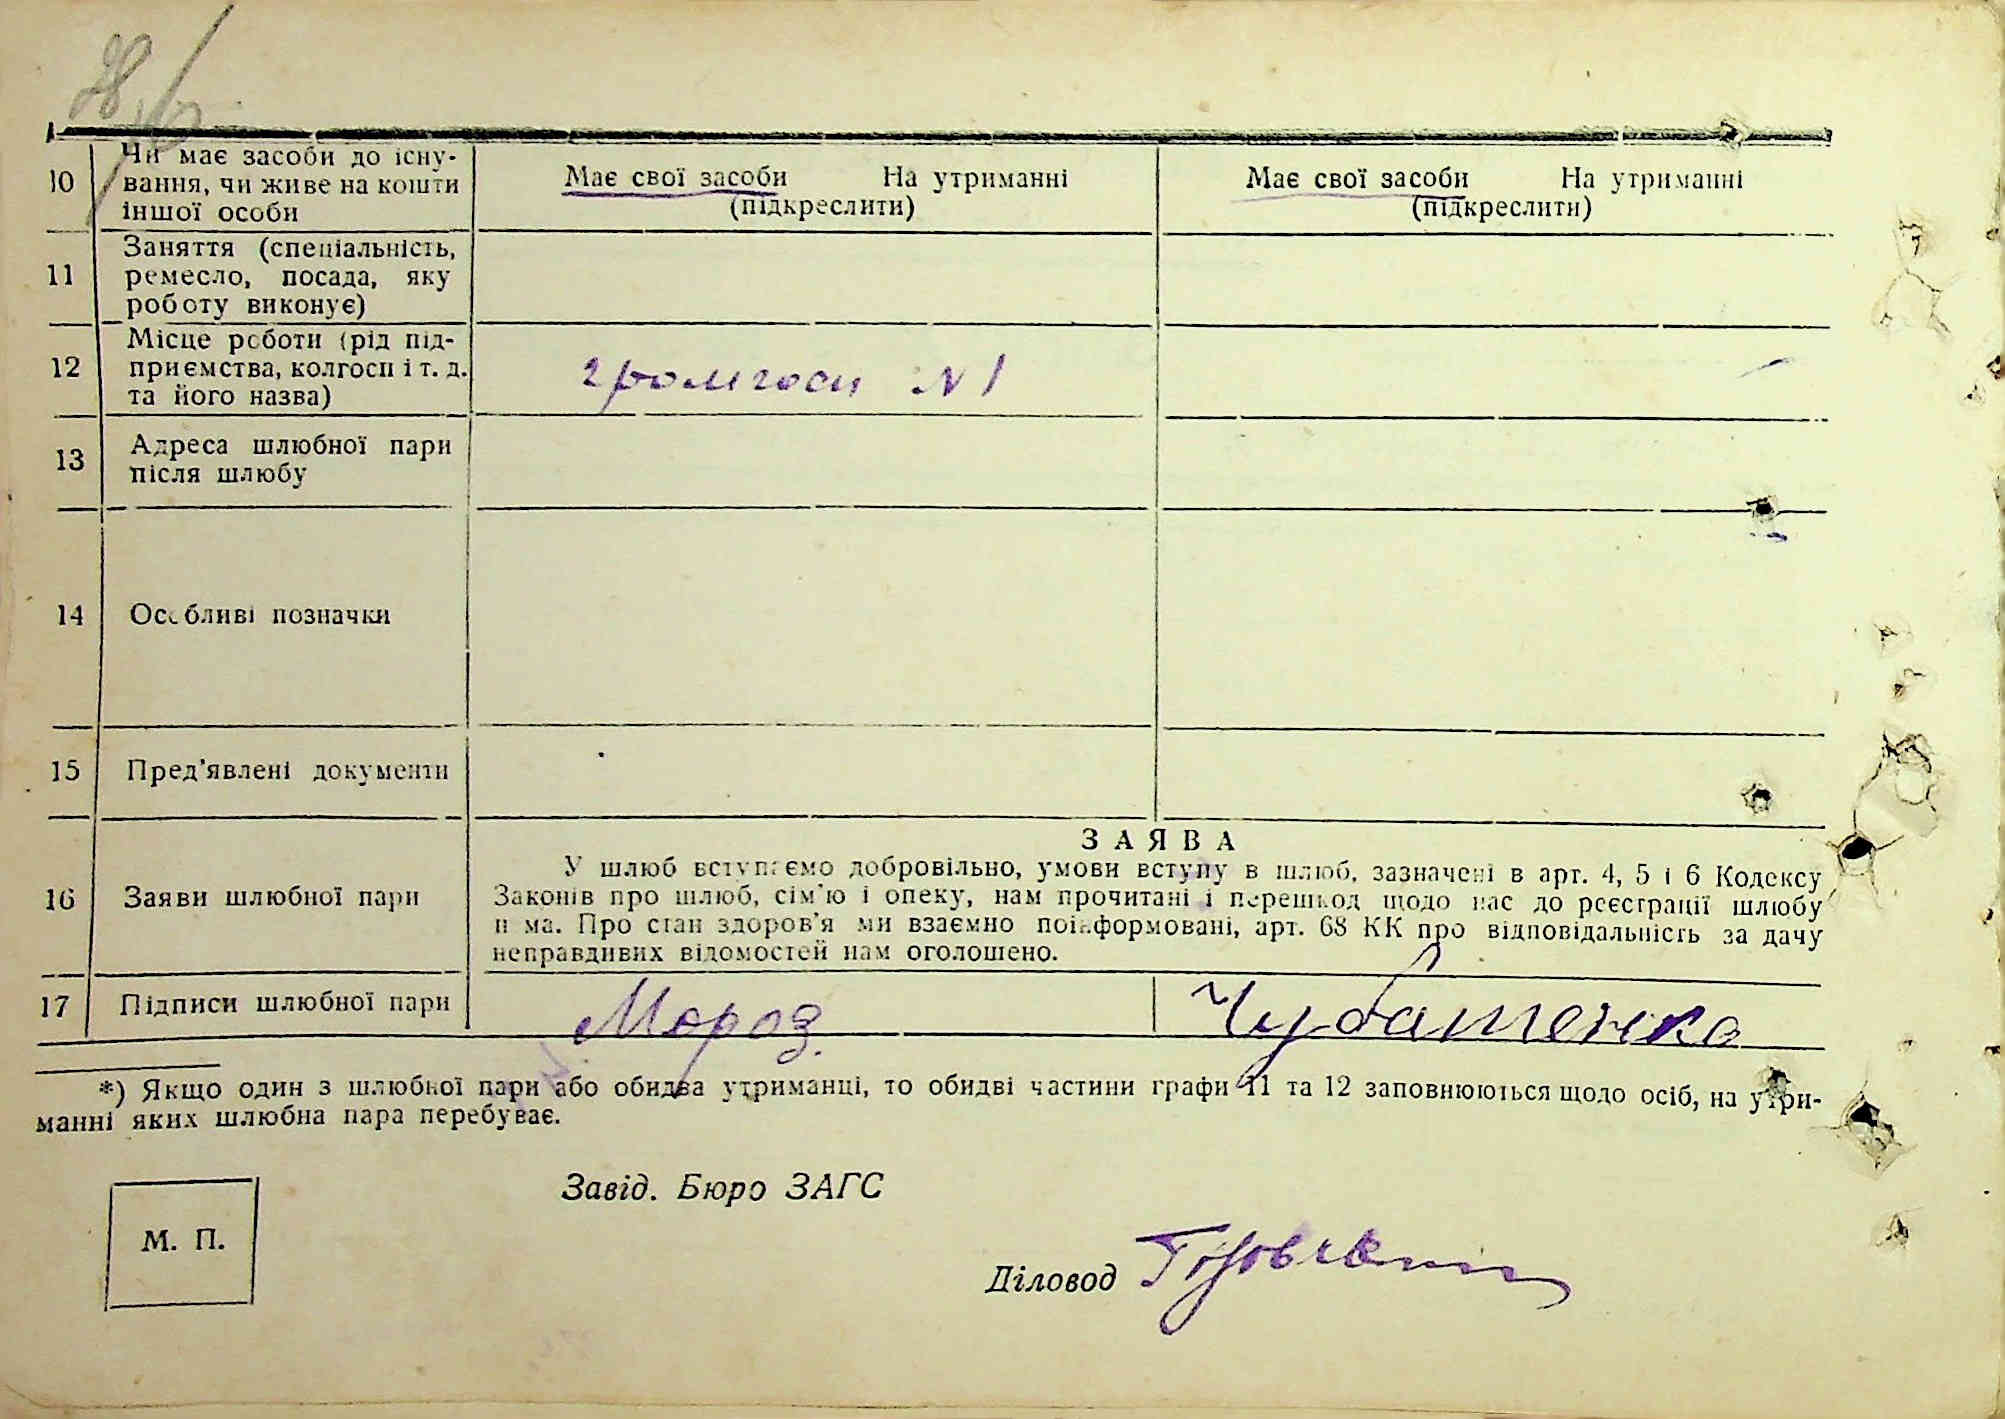 10 Чи має засоби до існу-
вання, чи живе на кошти
іншої особи
Має свої засоби На утриманні
(підкреслити)
Має свої засоби На утриманні
(підкреслити)
11 Заняття (спеціальність,
ремесло, посада, яку
роботу виконує)
12 Місце роботи (рід під-
приємства, колгосп і т. д.
та його назва)
громгосп N 1
13 Адреса шлюбної пари
після шлюбу
14 Особливі позначки
15 Пред'явлені документи
16 Заяви шлюбної пари
ЗАЯВА
У шлюб вступаємо добровільно, умови вступу в шлюб, зазначені в арт. 4, 5 і 6 Кодексу
Законів про шлюб, сім'ю і опеку, нам прочитані і перешкод щодо нас до реєстрації шлюбу
нема. Про стан здоров'я ми взаємно поінформовані, арт. 68 КК про відповідальність за дачу
неправдивих відомостей нам оголошено.
17 Підписи шлюбної пари
Мороз
Чубатенко
*) Якщо один з шлюбної пари або обидва утриманці, то обидві частини графи 11 та 12 заповнюються щодо осіб, на утри-
манні яких шлюбна пара перебуває.
Завід. Бюро ЗАГС
М. П.
Діловод